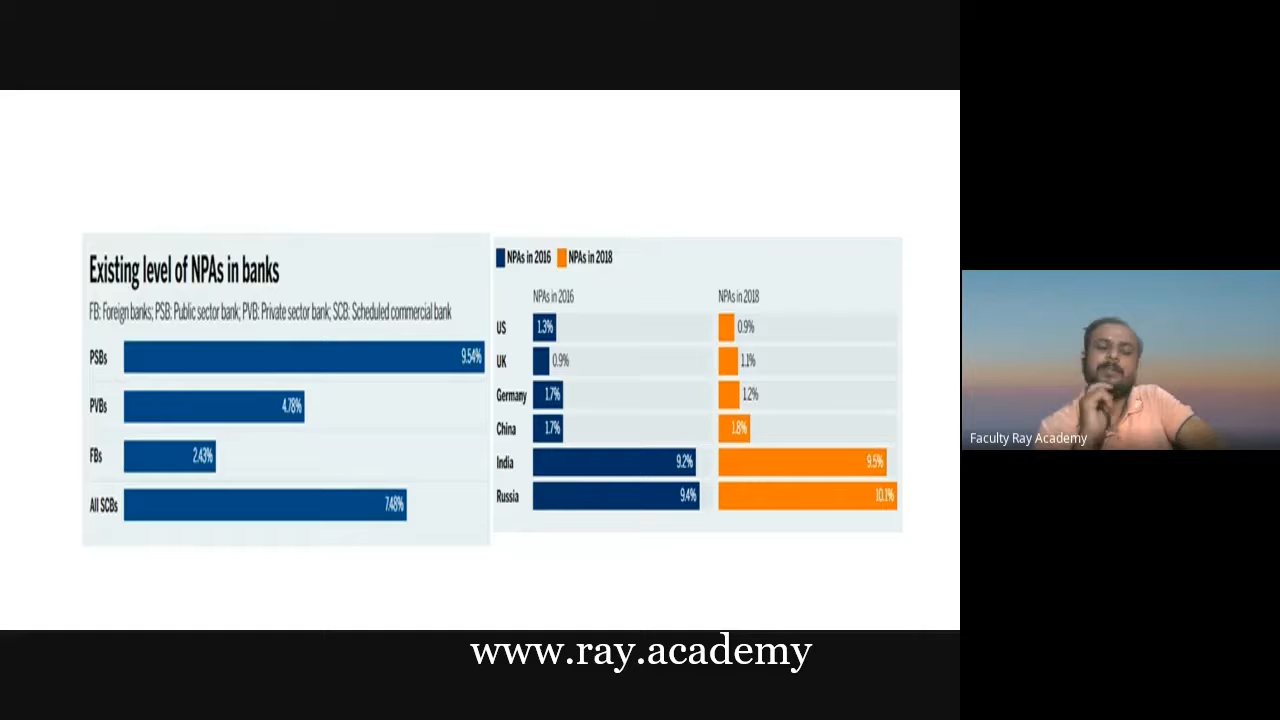 Existing level of NPAs in banks
FB: Foreign banks; PSB: Public sector bank; PVB: Private sector bank; SCB: Scheduled commercial bank
PSBs 9.54%
PVBs 4.78%
FBs 2.43%
All SCBs 7.48%
NPAs in 2016 NPAs in 2018
NPAs in 2016 NPAs in 2018
US 1.3% 0.9%
UK 0.9% 1.1%
Germany 1.7% 1.2%
China 1.7% 1.8%
India 9.2% 9.5%
Russia 9.4% 10.1%
www.ray.academy
Faculty Ray Academy